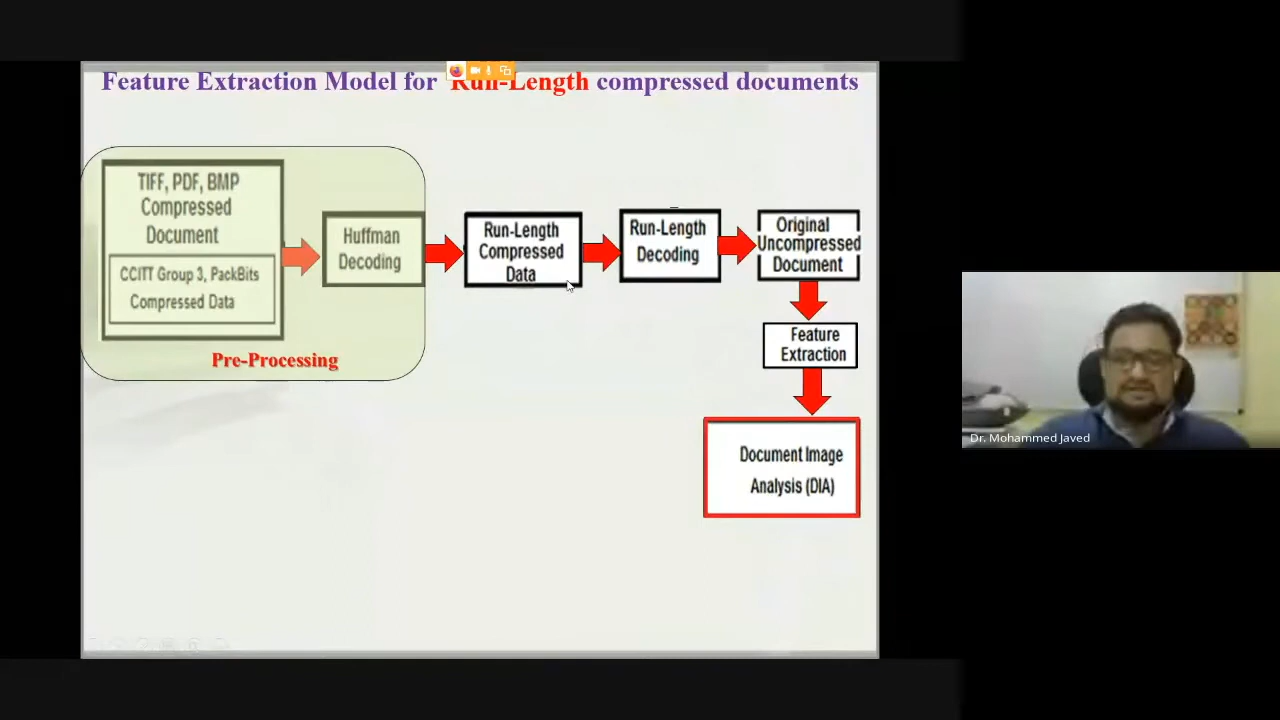 Feature Extraction Model for Run-Length compressed documents
TIFF, PDF, BMP
Compressed
Document
CCITT Group 3, PackBits
Compressed Data
Huffman
Decoding
Pre-Processing
Run-Length
Compressed
Data
Run-Length
Decoding
Original
Uncompressed
Document
Feature
Extraction
Document Image
Analysis (DIA)
Dr. Mohammed Javed